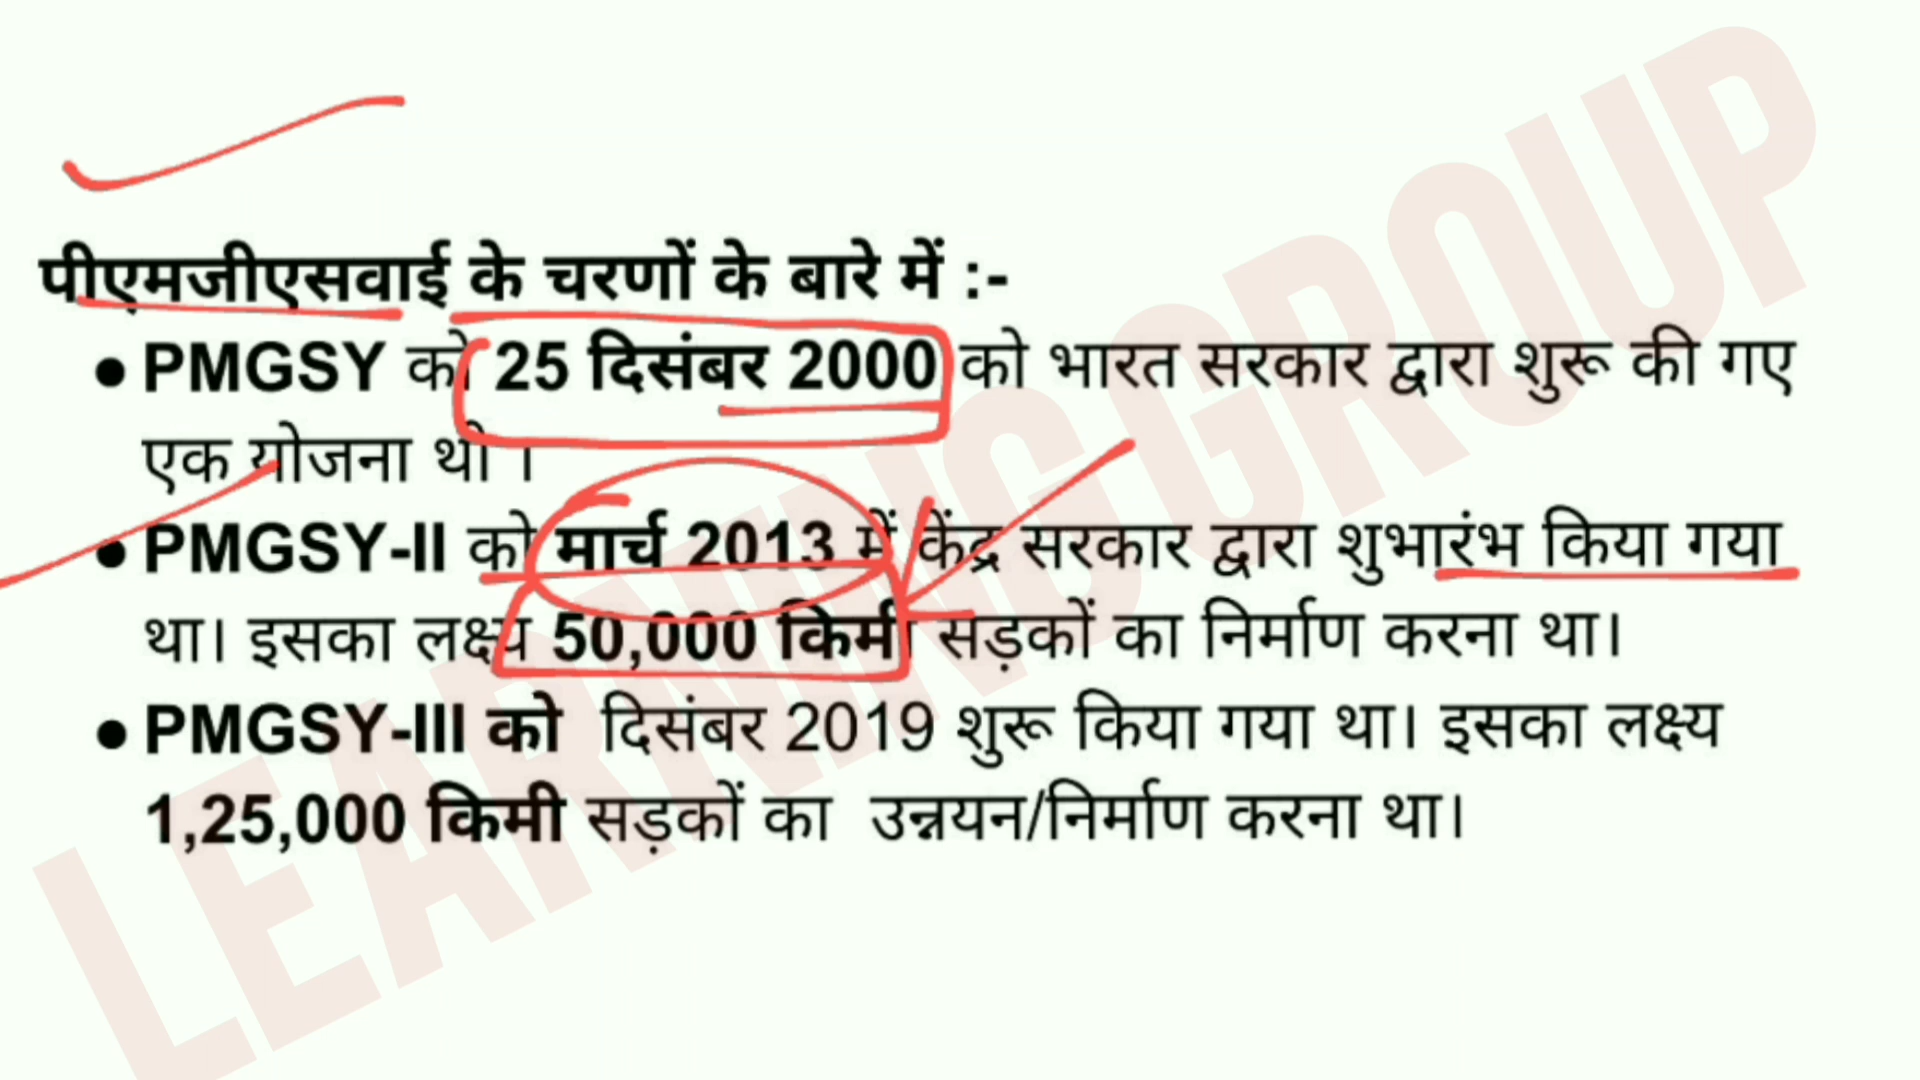 पीएमजीएसवाई के चरणों के बारे में :-
● PMGSY को 25 दिसंबर 2000 को भारत सरकार द्वारा शुरू की गए
एक योजना थी ।
● PMGSY-II को मार्च 2013 में केंद्र सरकार द्वारा शुभारंभ किया गया
था। इसका लक्ष्य 50,000 किमी सड़कों का निर्माण करना था।
● PMGSY-III को दिसंबर 2019 शुरू किया गया था। इसका लक्ष्य
1,25,000 किमी सड़कों का उन्नयन/निर्माण करना था।
LEARNING GROUP